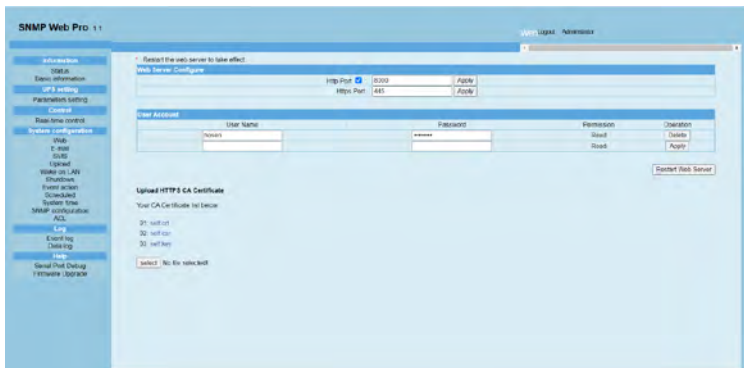 SNMP Web Pro 1.1
Logout Administrator
Information
Status
Basic information
UPS setting
Parameters setting
Control
Real-time control
System configuration
Web
E-mail
SMS
Upload
Wake on LAN
Shutdown
Event action
Scheduled
System time
SNMP configuration
ACL
Log
Event log
Data log
Help
Serial Port Debug
Firmware Upgrade
* Restart the web server to take effect
Web Server Configure
Http Port Apply
Https Port 445 Apply
User Account
User Name Password Permission Operation
******* Read Delete
Read Apply
Restart Web Server
Upload HTTPS CA Certificate
Your CA Certificate list below
01: self.crt
02: self.csr
03: self.key
select No file selected!